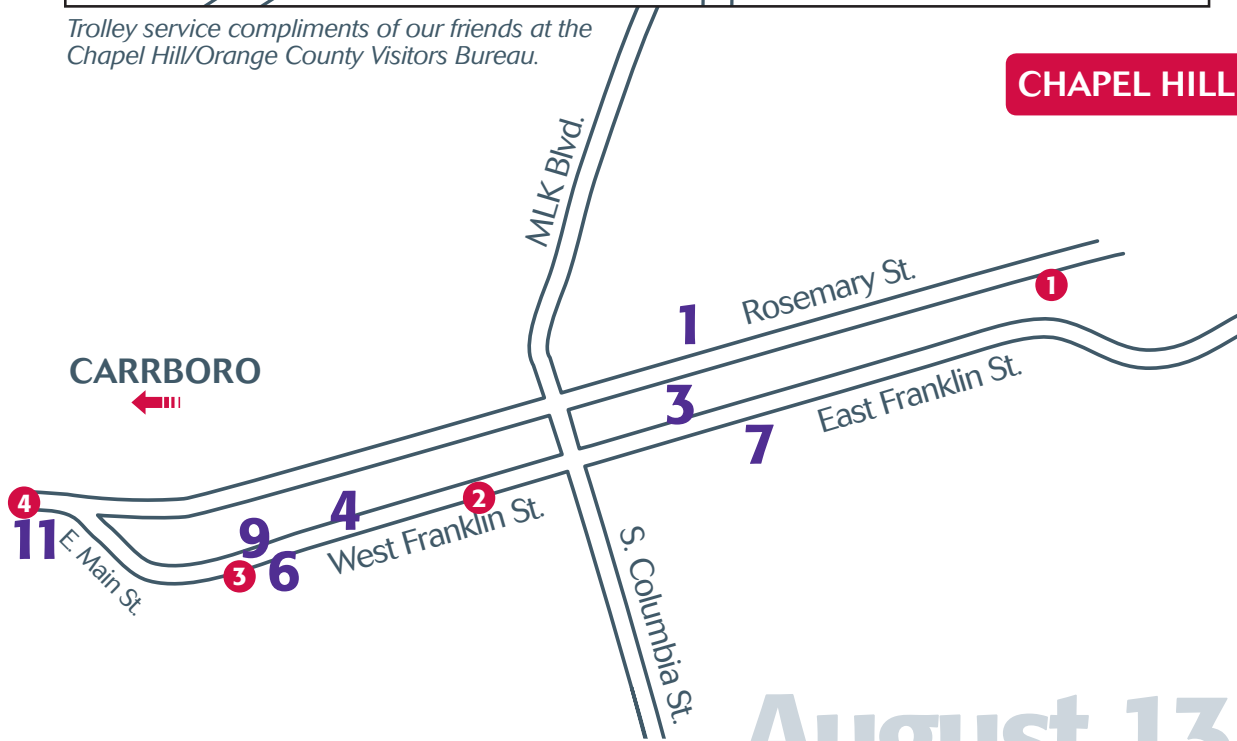 Trolley service compliments of our friends at the
Chapel Hill/Orange County Visitors Bureau.
CHAPEL HILL
MLK Blvd.
Rosemary St.
1
1
CARRBORO
3
East Franklin St.
7
4
2
4
11
9
3
6
West Franklin St.
E. Main St.
S. Columbia St.
August 13